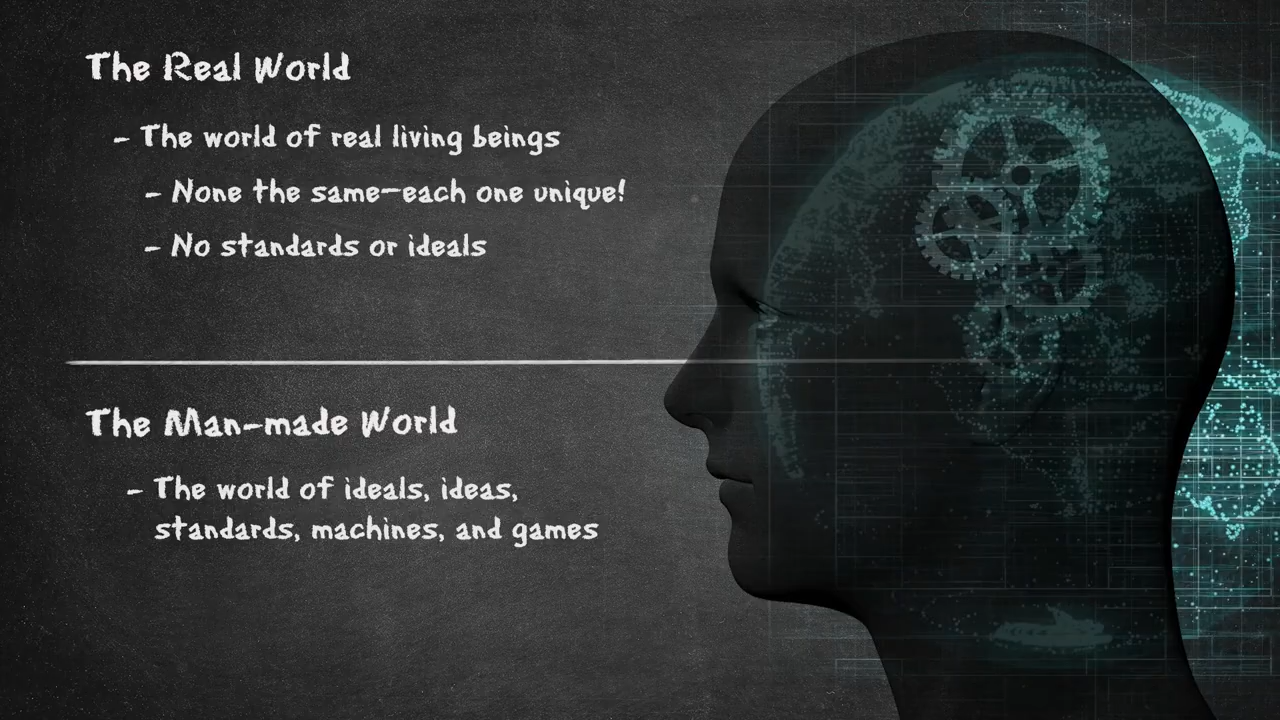 The Real World
- The world of real living beings
- None the same—each one unique!
- No standards or ideals
The Man-made World
- The world of ideals, ideas,
standards, machines, and games